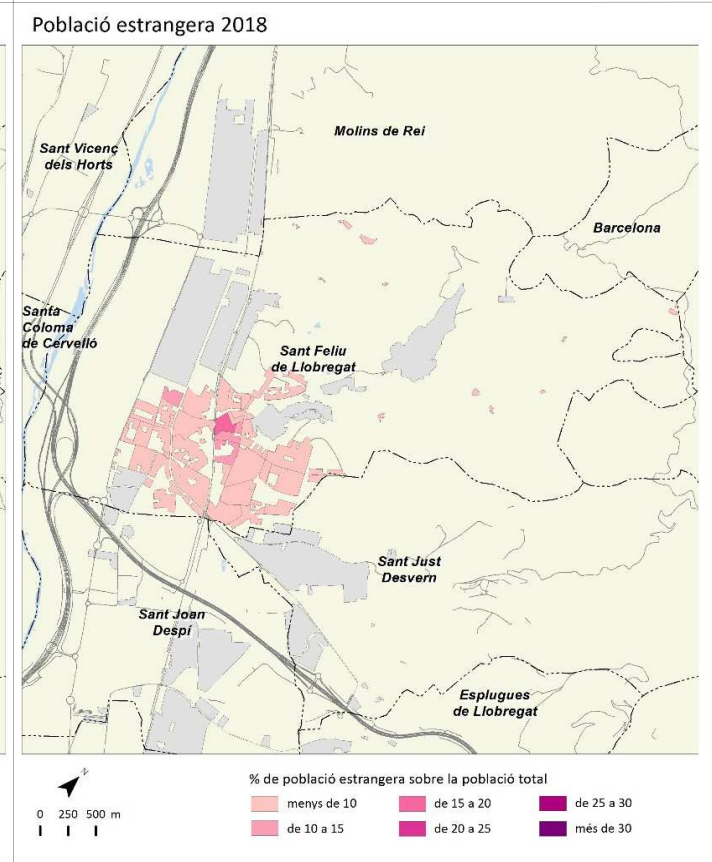 Població estrangera 2018
Molins de Rei
Sant Vicenç
dels Horts
Barcelona
Santa
Coloma
de Cervelló
Sant Feliu
de Llobregat
Sant Just
Desvern
Sant Joan
Despí
Esplugues
de Llobregat
N
0 250 500 m
% de població estrangera sobre la població total
menys de 10
de 15 a 20
de 25 a 30
de 10 a 15
de 20 a 25
més de 30